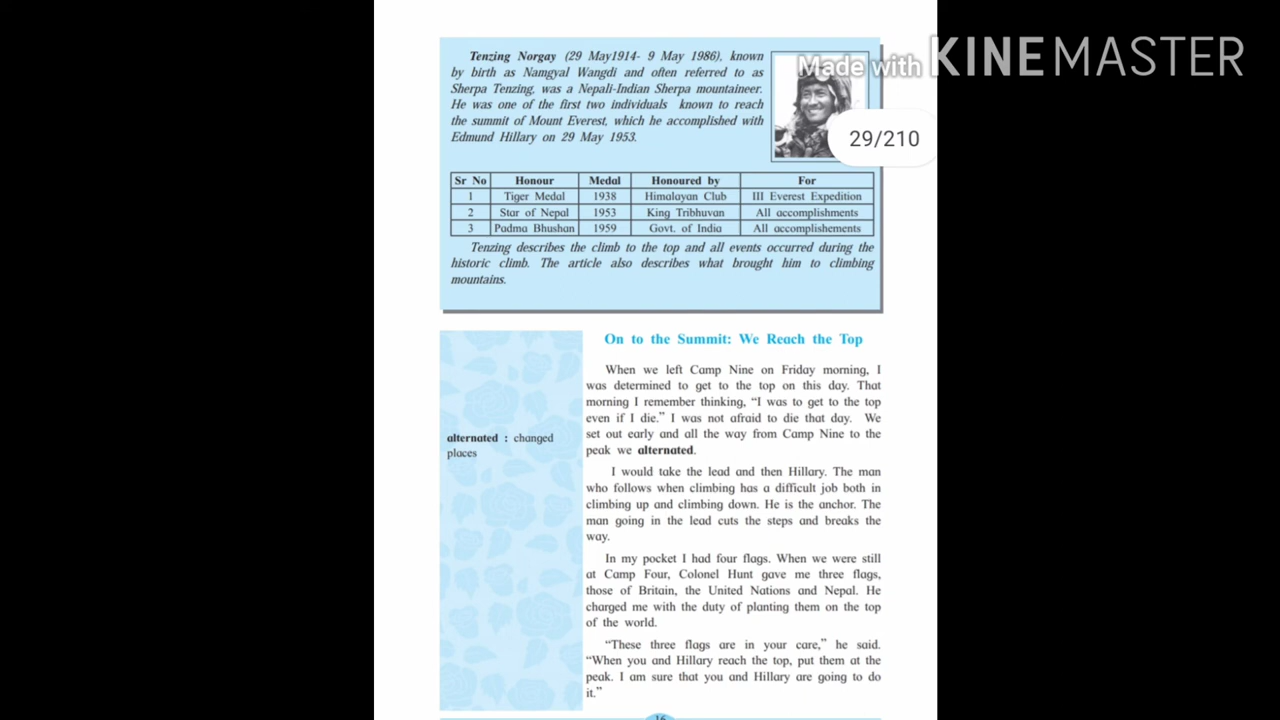 Made with KINEMASTER
29/210
Tenzing Norgay (29 May1914- 9 May 1986), known
by birth as Namgyal Wangdi and often referred to as
Sherpa Tenzing, was a Nepali-Indian Sherpa mountaineer.
He was one of the first two individuals known to reach
the summit of Mount Everest, which he accomplished with
Edmund Hillary on 29 May 1953.
Sr No Honour Medal Honoured by For
1 Tiger Medal 1938 Himalayan Club III Everest Expedition
2 Star of Nepal 1953 King Tribhuvan All accomplishments
3 Padma Bhushan 1959 Govt. of India All accomplishements
Tenzing describes the climb to the top and all events occurred during the
historic climb. The article also describes what brought him to climbing
mountains.
On to the Summit: We Reach the Top
When we left Camp Nine on Friday morning, I
was determined to get to the top on this day. That
morning I remember thinking, “I was to get to the top
even if I die.” I was not afraid to die that day. We
set out early and all the way from Camp Nine to the
peak we alternated.
alternated : changed
places
I would take the lead and then Hillary. The man
who follows when climbing has a difficult job both in
climbing up and climbing down. He is the anchor. The
man going in the lead cuts the steps and breaks the
way.
In my pocket I had four flags. When we were still
at Camp Four, Colonel Hunt gave me three flags,
those of Britain, the United Nations and Nepal. He
charged me with the duty of planting them on the top
of the world.
“These three flags are in your care,” he said.
“When you and Hillary reach the top, put them at the
peak. I am sure that you and Hillary are going to do
it.”
16